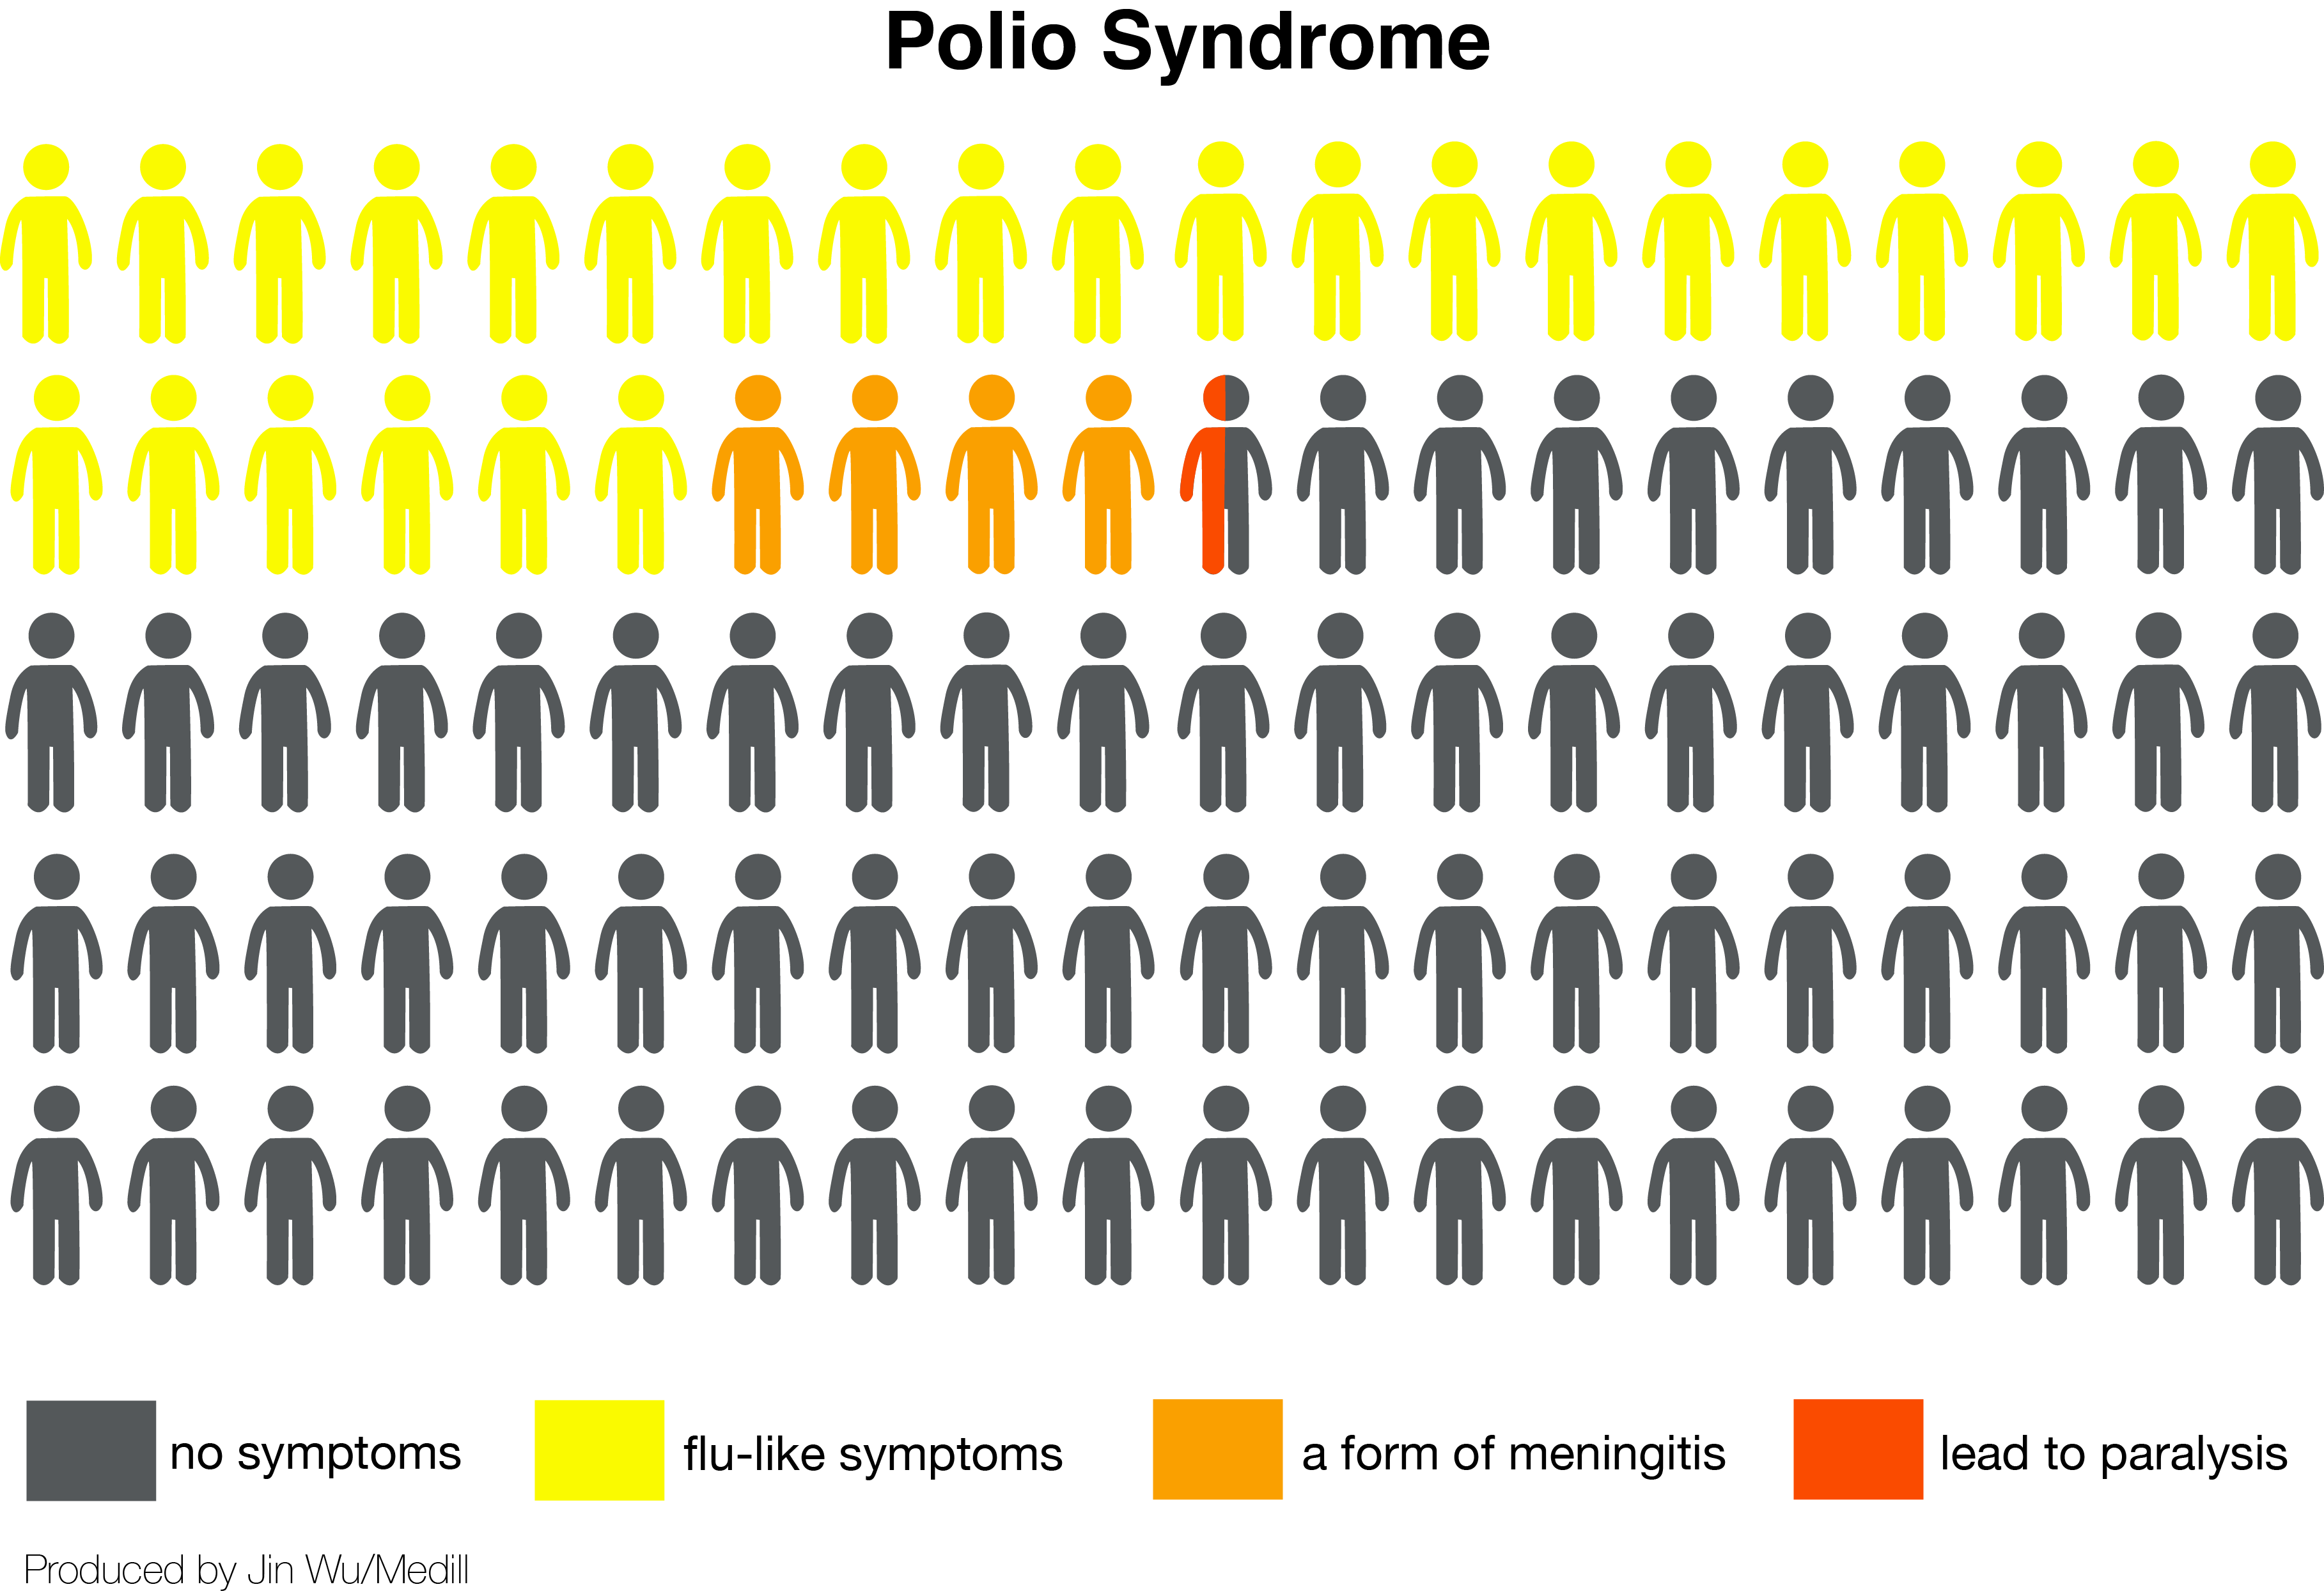 Polio Syndrome
no symptoms
flu-like symptoms
a form of meningitis
lead to paralysis
Produced by Jin Wu/Medill